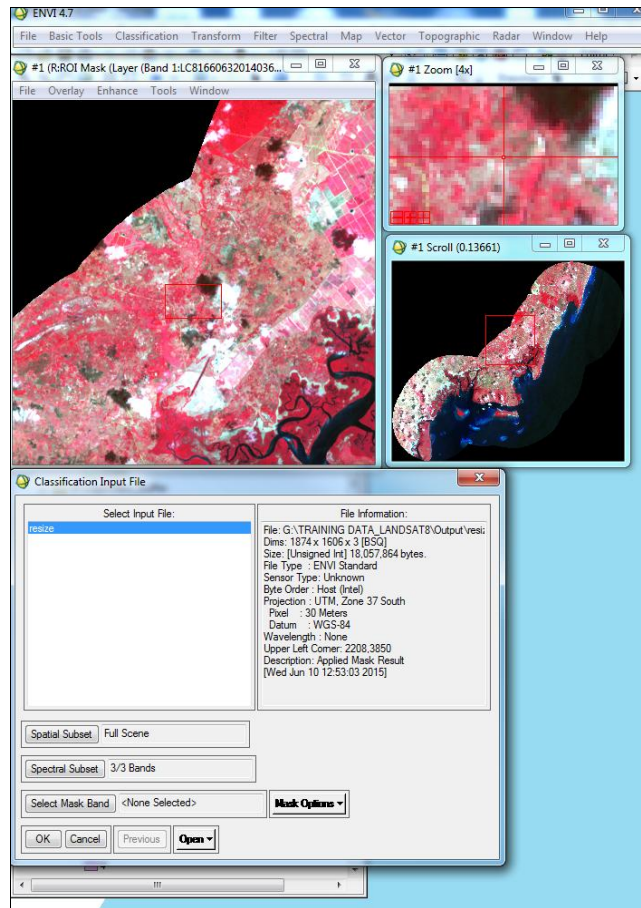 ENVI 4.7
File Basic Tools Classification Transform Filter Spectral Map Vector Topographic Radar Window Help
#1 (R:ROI Mask (Layer (Band 1:LC81660632014036...
File Overlay Enhance Tools Window
#1 Zoom [4x]
#1 Scroll (0.13661)
Classification Input File
Select Input File:
resize
File Information:
File: G:\TRAINING DATA_LANDSAT8\Output\resiz
Dims: 1874 x 1606 x 3 [BSQ]
Size: [Unsigned Int] 18,057,864 bytes.
File Type : ENVI Standard
Sensor Type: Unknown
Byte Order : Host (Intel)
Projection : UTM, Zone 37 South
Pixel : 30 Meters
Datum : WGS-84
Wavelength : None
Upper Left Corner: 2208,3850
Description: Applied Mask Result
[Wed Jun 10 12:53:03 2015]
Spatial Subset Full Scene
Spectral Subset 3/3 Bands
Select Mask Band <None Selected> Mask Options
OK Cancel Previous Open